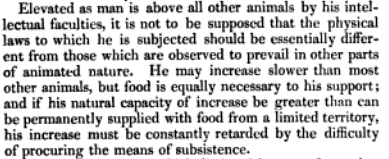 Elevated as man is above all other animals by his intel-
lectual faculties, it is not to be supposed that the physical
laws to which he is subjected should be essentially differ-
ent from those which are observed to prevail in other parts
of animated nature. He may increase slower than most
other animals, but food is equally necessary to his support;
and if his natural capacity of increase be greater than can
be permanently supplied with food from a limited territory,
his increase must be constantly retarded by the difficulty
of procuring the means of subsistence.